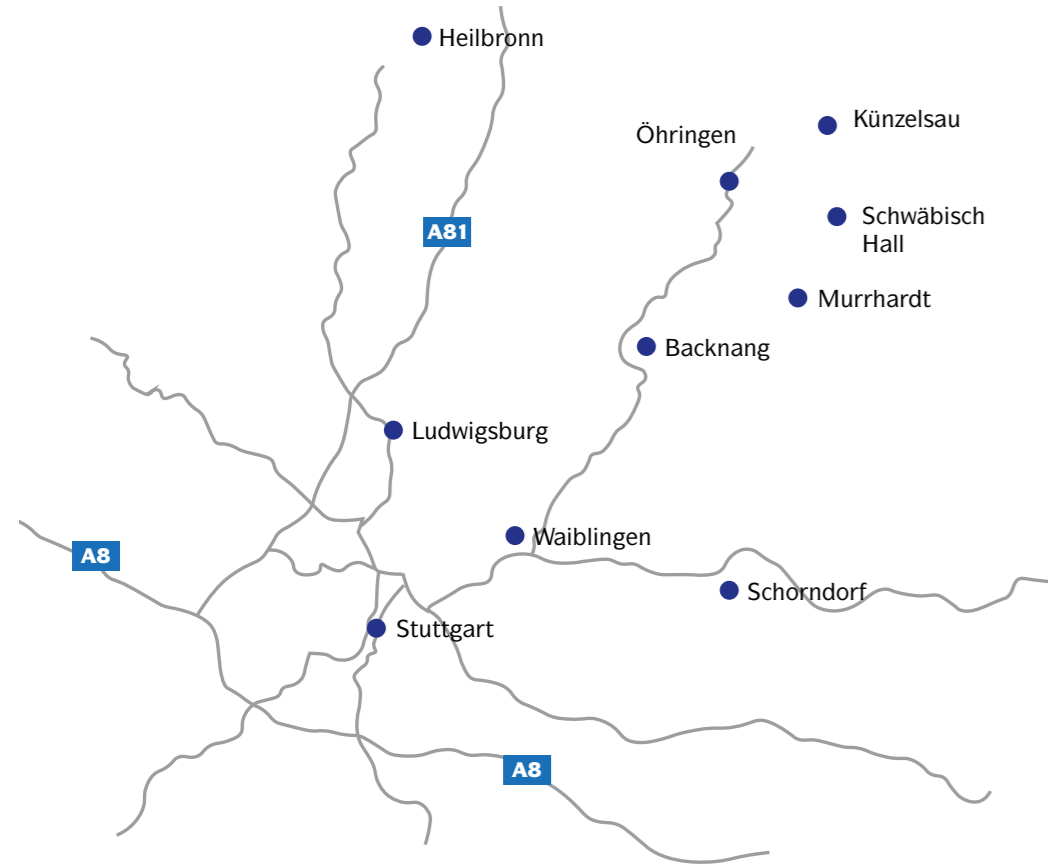 Heilbronn
Künzelsau
Öhringen
Schwäbisch
Hall
A81
Murrhardt
Backnang
Ludwigsburg
Waiblingen
A8
Schorndorf
Stuttgart
A8